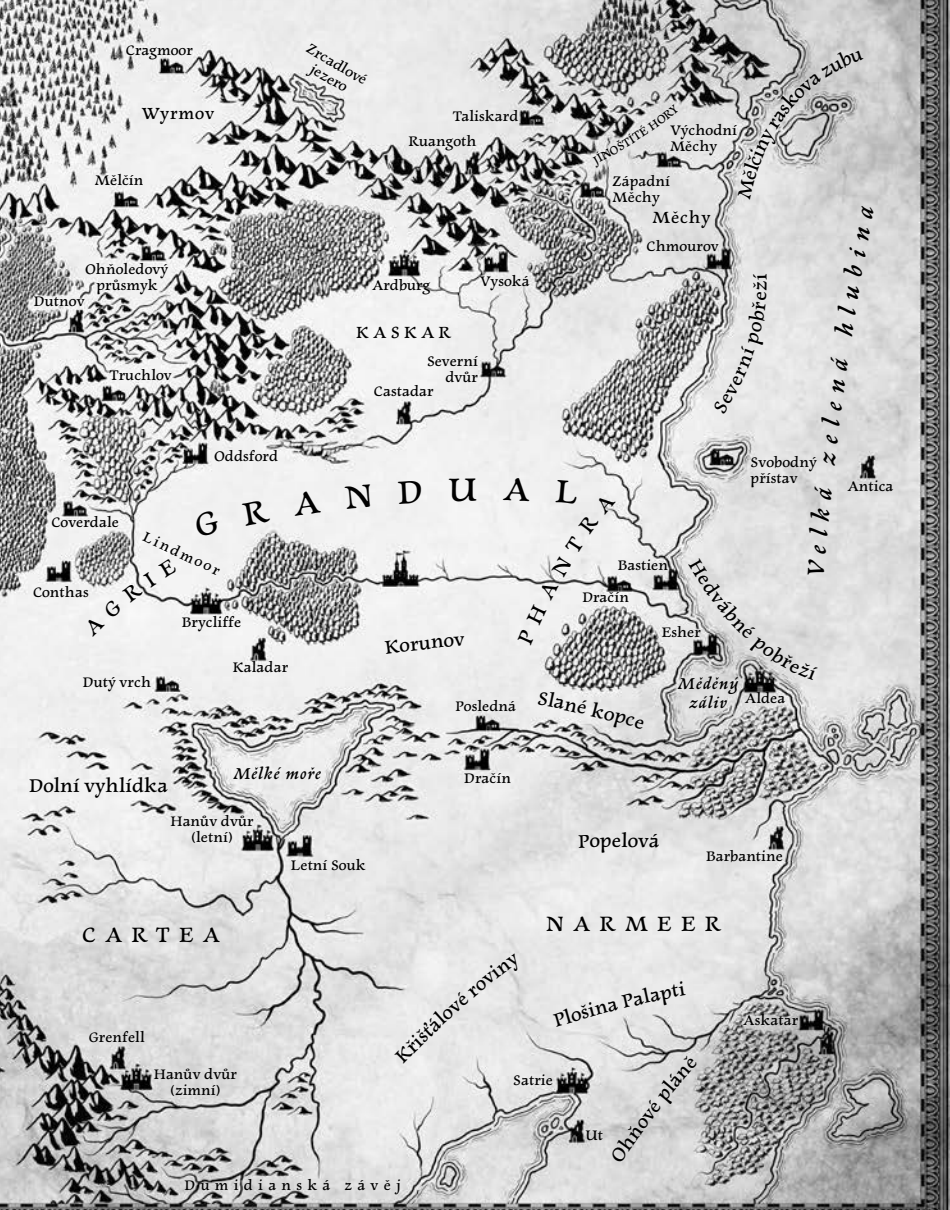 Cragmoor
Zrcadlové
jezero
Wyrmov
Mělčiny raskova zubu
Taliskard
Ruangoth
JINOŠTITÉ HORY
Východní
Měchy
Mělčín
Západní
Měchy
Měchy
Chmourov
Ohňoledový
průsmyk
Ardburg
Vysoká
Dutnov
KASKAR
Severní pobřeží
Velká zelená hlubina
Severní
dvůr
Truchlov
Castadar
Oddsford
Svobodný
přístav
Antica
GRANDUAL
Coverdale
Lindmoor
AGRIE
PHANTRA
Conthas
Bastien
Dračín
Hedvábné pobřeží
Brycliffe
Korunov
Esher
Kaladar
Dutý vrch
Měděný
záliv
Aldea
Posledná
Slané kopce
Mělké moře
Dračín
Dolní vyhlídka
Hanův dvůr
(letní)
Letní Souk
Popelová
Barbantine
CARTEA
NARMEER
Křišťálové roviny
Plošina Palapti
Askatar
Grenfell
Hanův dvůr
(zimní)
Satrie
Ohňové pláně
Ut
Dumidianská závěj